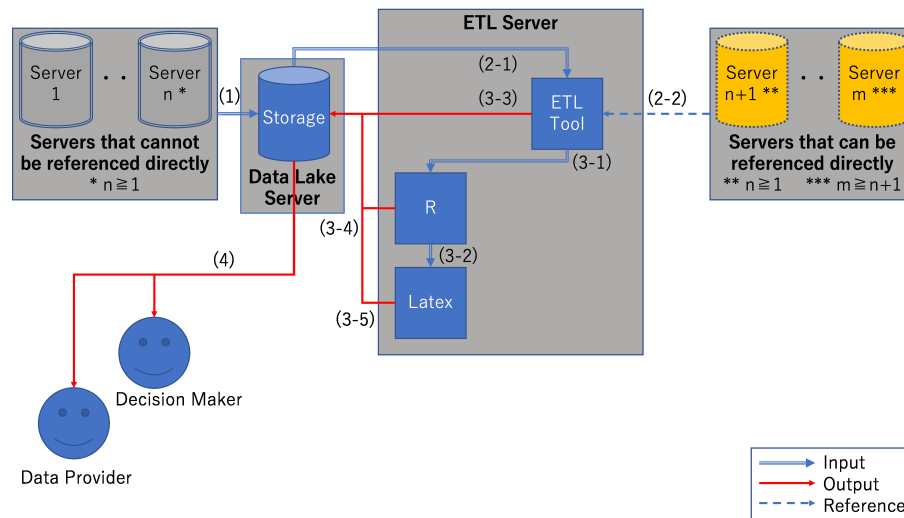 ETL Server
Server
1
. .
Server
n *
(1)
Servers that cannot
be referenced directly
* n≧1
Storage
Data Lake
Server
(2-1)
(3-3)
ETL
Tool
(2-2)
(3-1)
R
(3-4)
(3-2)
Latex
(3-5)
Server
n+1 **
. .
Server
m ***
Servers that can be
referenced directly
** n≧1 *** m≧n+1
(4)
Decision Maker
Data Provider
Input
Output
Reference